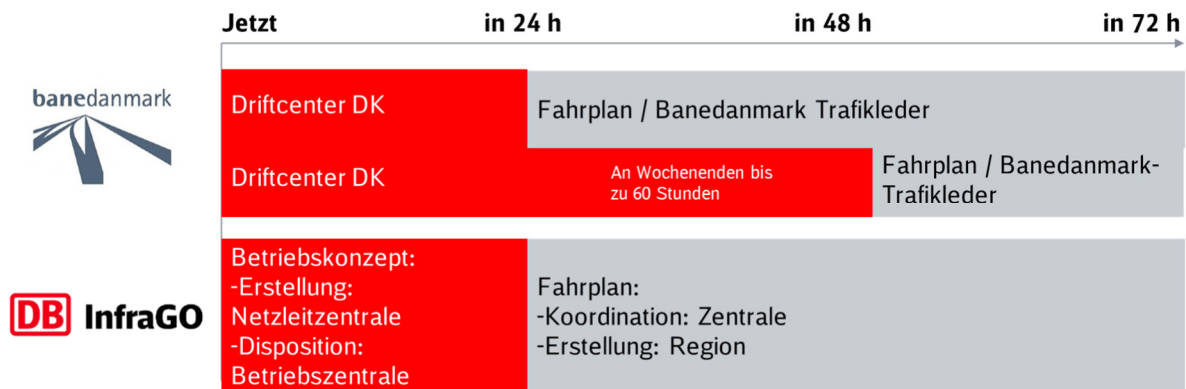 Jetzt in 24 h in 48 h in 72 h
banedanmark
Driftcenter DK
Fahrplan / Banedanmark Trafikleder
Driftcenter DK
An Wochenenden bis
zu 60 Stunden
Fahrplan / Banedanmark-
Trafikleder
DB InfraGO
Betriebskonzept:
-Erstellung:
Netzleitzentrale
-Disposition:
Betriebszentrale
Fahrplan:
-Koordination: Zentrale
-Erstellung: Region